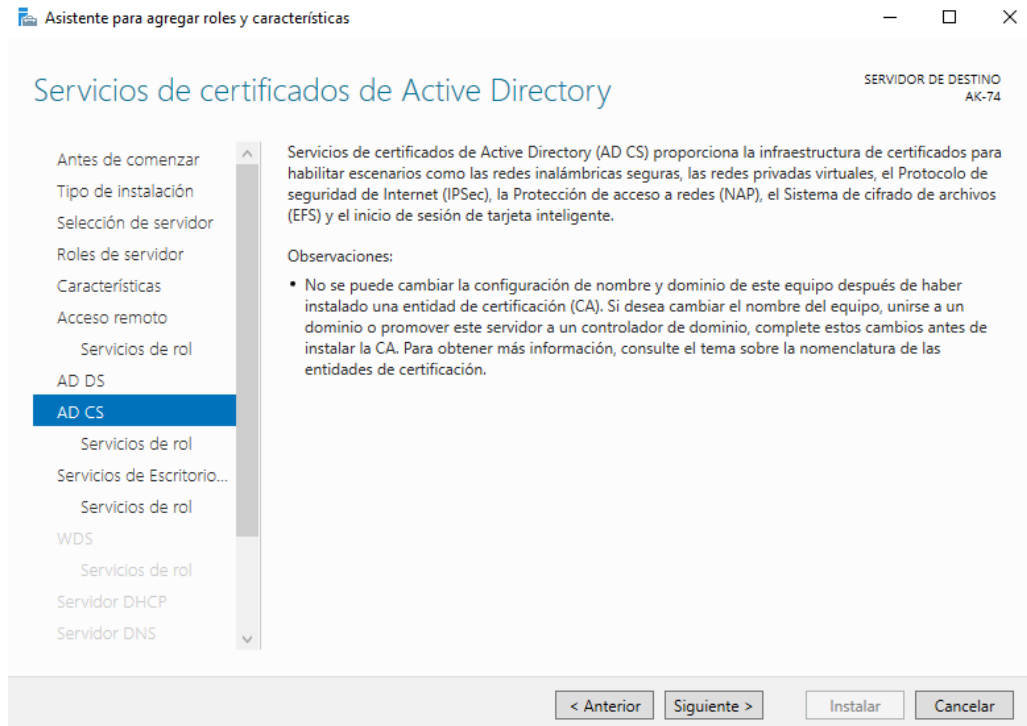 Asistente para agregar roles y características
Servicios de certificados de Active Directory
SERVIDOR DE DESTINO
AK-74
Antes de comenzar
Tipo de instalación
Selección de servidor
Roles de servidor
Características
Acceso remoto
Servicios de rol
AD DS
AD CS
Servicios de rol
Servicios de Escritorio...
Servicios de rol
WDS
Servicios de rol
Servidor DHCP
Servidor DNS
Servicios de certificados de Active Directory (AD CS) proporciona la infraestructura de certificados para
habilitar escenarios como las redes inalámbricas seguras, las redes privadas virtuales, el Protocolo de
seguridad de Internet (IPSec), la Protección de acceso a redes (NAP), el Sistema de cifrado de archivos
(EFS) y el inicio de sesión de tarjeta inteligente.
Observaciones:
• No se puede cambiar la configuración de nombre y dominio de este equipo después de haber
instalado una entidad de certificación (CA). Si desea cambiar el nombre del equipo, unirse a un
dominio o promover este servidor a un controlador de dominio, complete estos cambios antes de
instalar la CA. Para obtener más información, consulte el tema sobre la nomenclatura de las
entidades de certificación.
< Anterior
Siguiente >
Instalar
Cancelar